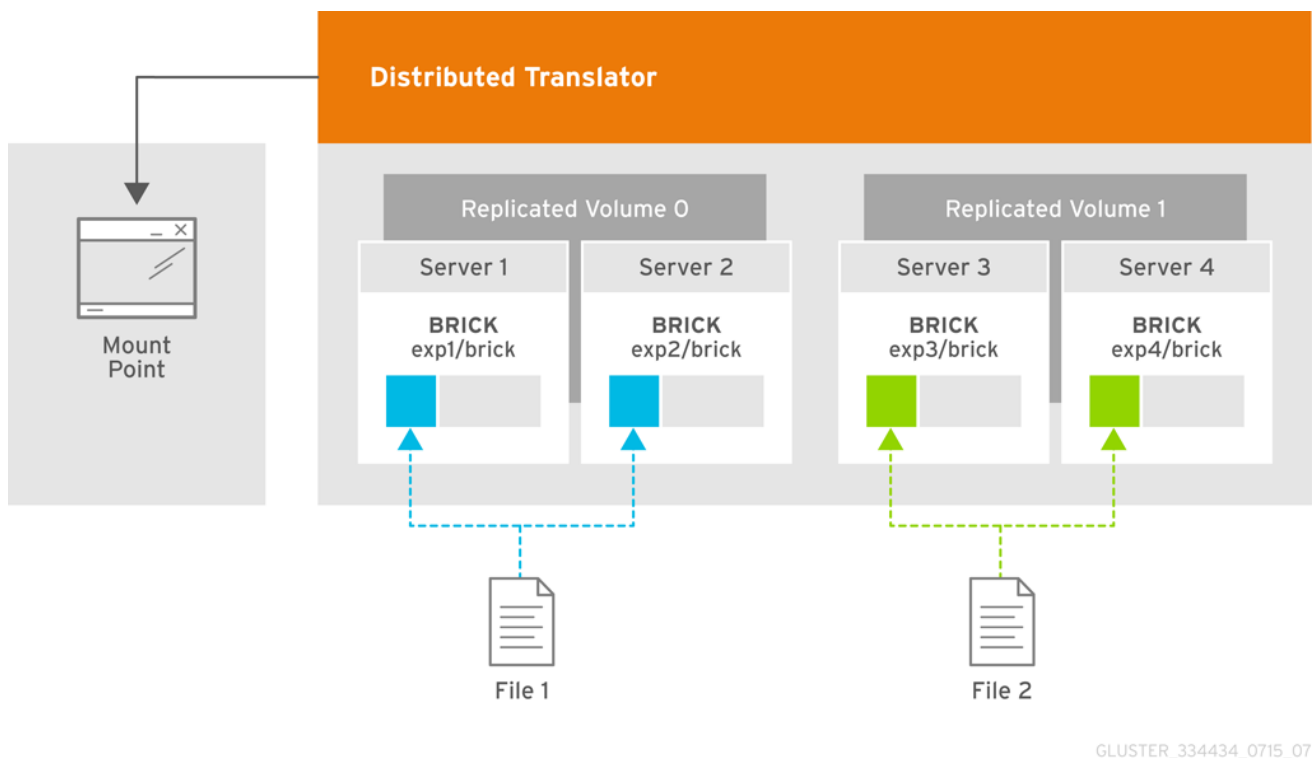 Distributed Translator
Replicated Volume 0
Replicated Volume 1
Server 1
Server 2
Server 3
Server 4
BRICK
exp1/brick
BRICK
exp2/brick
BRICK
exp3/brick
BRICK
exp4/brick
Mount
Point
File 1
File 2
GLUSTER_334434_0715_07